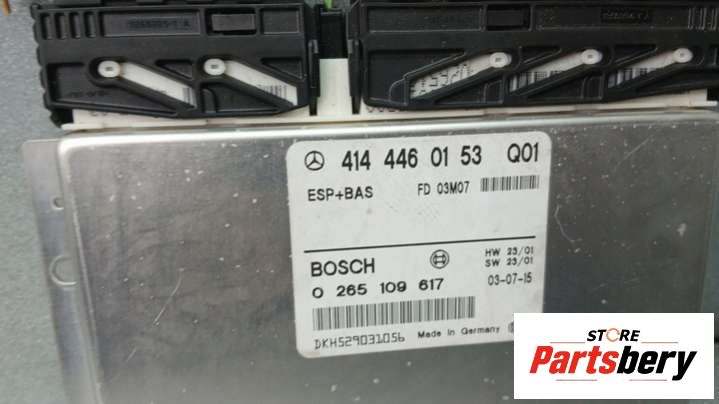 414 446 01 53 Q01
ESP+BAS FD 03M07
BOSCH
HW 23/01
SW 23/01
0 265 109 617
03-07-15
DKH529031056 Made in Germany
STORE
Partsbery